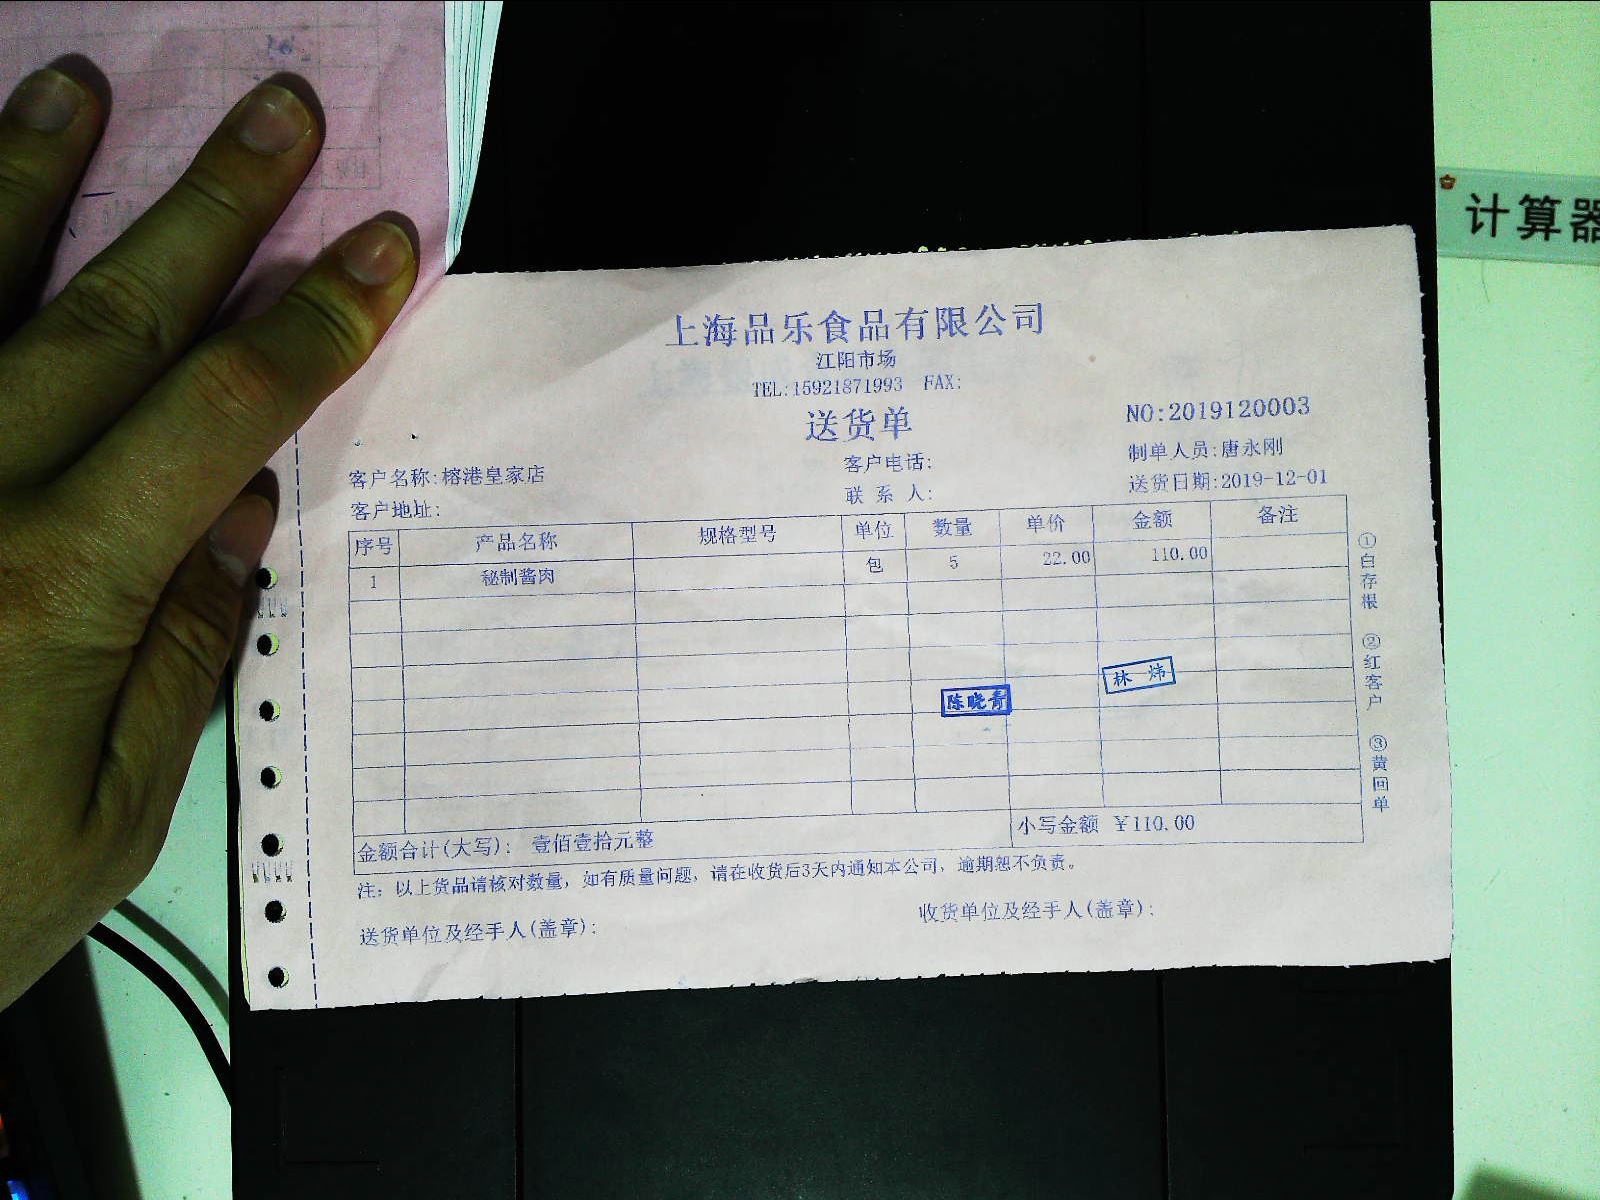 上海品乐食品有限公司
江阳市场
TEL:15921871993 FAX:
送货单
NO:2019120003
客户名称:榕港皇家店
客户电话:
制单人员:唐永刚
客户地址:
联系人:
送货日期:2019-12-01
序号 产品名称 规格型号 单位 数量 单价 金额 备注
1 秘制酱肉 包 5 22.00 110.00
林 炜
陈晓青
金额合计(大写): 壹佰壹拾元整 小写金额 ¥110.00
注: 以上货品请核对数量, 如有质量问题, 请在收货后3天内通知本公司, 逾期恕不负责。
送货单位及经手人(盖章):
收货单位及经手人(盖章):
①白存根 ②红客户 ③黄回单
计算器